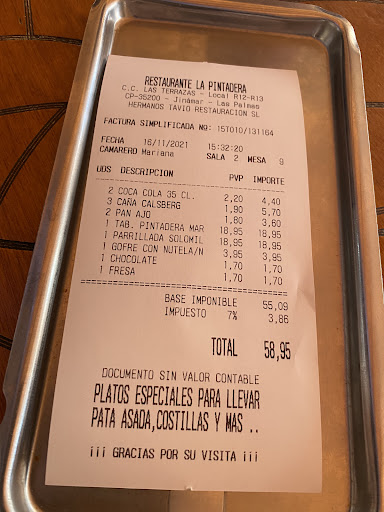 RESTAURANTE LA PINTADERA
C.C. LAS TERRAZAS - Local R12-R13
CP-35200 - Jinámar - Las Palmes
HERMANOS TAVIO RESTAURACION SL
FACTURA SIMPLIFICADA Nº: 15T010/131164
FECHA 16/11/2021 15:32:20
CAMARERO Mariana SALA 2 MESA 9
UDS DESCRIPCION PVP IMPORTE
2 COCA COLA 35 CL. 2,20 4,40
3 CAÑA CALSBERG 1,90 5,70
2 PAN AJO 1,80 3,60
1 TAB. PINTADERA MAR 18,95 18,95
1 PARRILLADA SOLOMIL 18,95 18,95
1 GOFRE CON NUTELA/N 3,95 3,95
1 CHOCOLATE 1,70 1,70
1 FRESA 1,70 1,70
BASE IMPONIBLE 55,09
IMPUESTO 7% 3,86
TOTAL 58,95
DOCUMENTO SIN VALOR CONTABLE
PLATOS ESPECIALES PARA LLEVAR
PATA ASADA,COSTILLAS Y MAS ..
¡¡¡ GRACIAS POR SU VISITA ¡¡¡